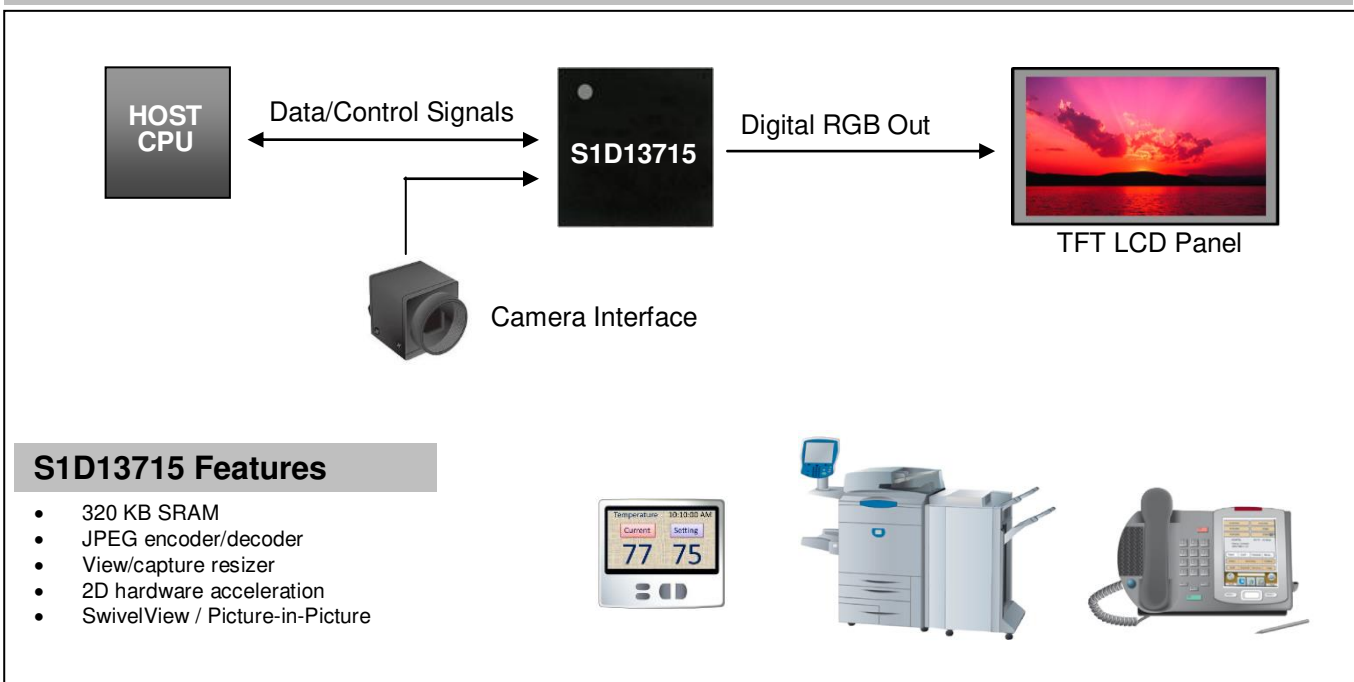 HOST
CPU
Data/Control Signals
S1D13715
Digital RGB Out
TFT LCD Panel
Camera Interface
S1D13715 Features
• 320 KB SRAM
• JPEG encoder/decoder
• View/capture resizer
• 2D hardware acceleration
• SwivelView / Picture-in-Picture
Temperature 10:10:00 AM
Current Setting
77 75